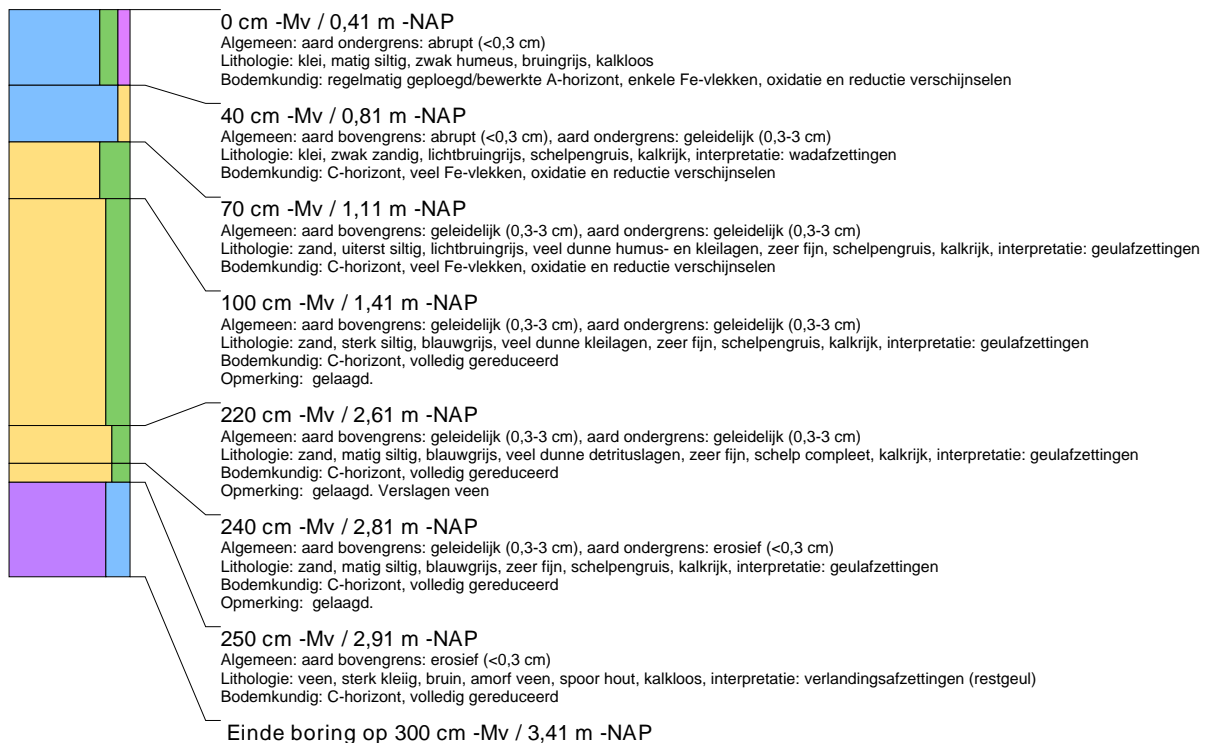 0 cm -Mv / 0,41 m -NAP
Algemeen: aard ondergrens: abrupt (<0,3 cm)
Lithologie: klei, matig siltig, zwak humeus, bruingrijs, kalkloos
Bodemkundig: regelmatig geploegd/bewerkte A-horizont, enkele Fe-vlekken, oxidatie en reductie verschijnselen
40 cm -Mv / 0,81 m -NAP
Algemeen: aard bovengrens: abrupt (<0,3 cm), aard ondergrens: geleidelijk (0,3-3 cm)
Lithologie: klei, zwak zandig, lichtbruingrijs, schelpengruis, kalkrijk, interpretatie: wadafzettingen
Bodemkundig: C-horizont, veel Fe-vlekken, oxidatie en reductie verschijnselen
70 cm -Mv / 1,11 m -NAP
Algemeen: aard bovengrens: geleidelijk (0,3-3 cm), aard ondergrens: geleidelijk (0,3-3 cm)
Lithologie: zand, uiterst siltig, lichtbruingrijs, veel dunne humus- en kleilagen, zeer fijn, schelpengruis, kalkrijk, interpretatie: geulafzettingen
Bodemkundig: C-horizont, veel Fe-vlekken, oxidatie en reductie verschijnselen
100 cm -Mv / 1,41 m -NAP
Algemeen: aard bovengrens: geleidelijk (0,3-3 cm), aard ondergrens: geleidelijk (0,3-3 cm)
Lithologie: zand, sterk siltig, blauwgrijs, veel dunne kleilagen, zeer fijn, schelpengruis, kalkrijk, interpretatie: geulafzettingen
Bodemkundig: C-horizont, volledig gereduceerd
Opmerking: gelaagd.
220 cm -Mv / 2,61 m -NAP
Algemeen: aard bovengrens: geleidelijk (0,3-3 cm), aard ondergrens: geleidelijk (0,3-3 cm)
Lithologie: zand, matig siltig, blauwgrijs, veel dunne detrituslagen, zeer fijn, schelp compleet, kalkrijk, interpretatie: geulafzettingen
Bodemkundig: C-horizont, volledig gereduceerd
Opmerking: gelaagd. Verslagen veen
240 cm -Mv / 2,81 m -NAP
Algemeen: aard bovengrens: geleidelijk (0,3-3 cm), aard ondergrens: erosief (<0,3 cm)
Lithologie: zand, matig siltig, blauwgrijs, zeer fijn, schelpengruis, kalkrijk, interpretatie: geulafzettingen
Bodemkundig: C-horizont, volledig gereduceerd
Opmerking: gelaagd.
250 cm -Mv / 2,91 m -NAP
Algemeen: aard bovengrens: erosief (<0,3 cm)
Lithologie: veen, sterk kleiig, bruin, amorf veen, spoor hout, kalkloos, interpretatie: verlandingsafzettingen (restgeul)
Bodemkundig: C-horizont, volledig gereduceerd
Einde boring op 300 cm -Mv / 3,41 m -NAP